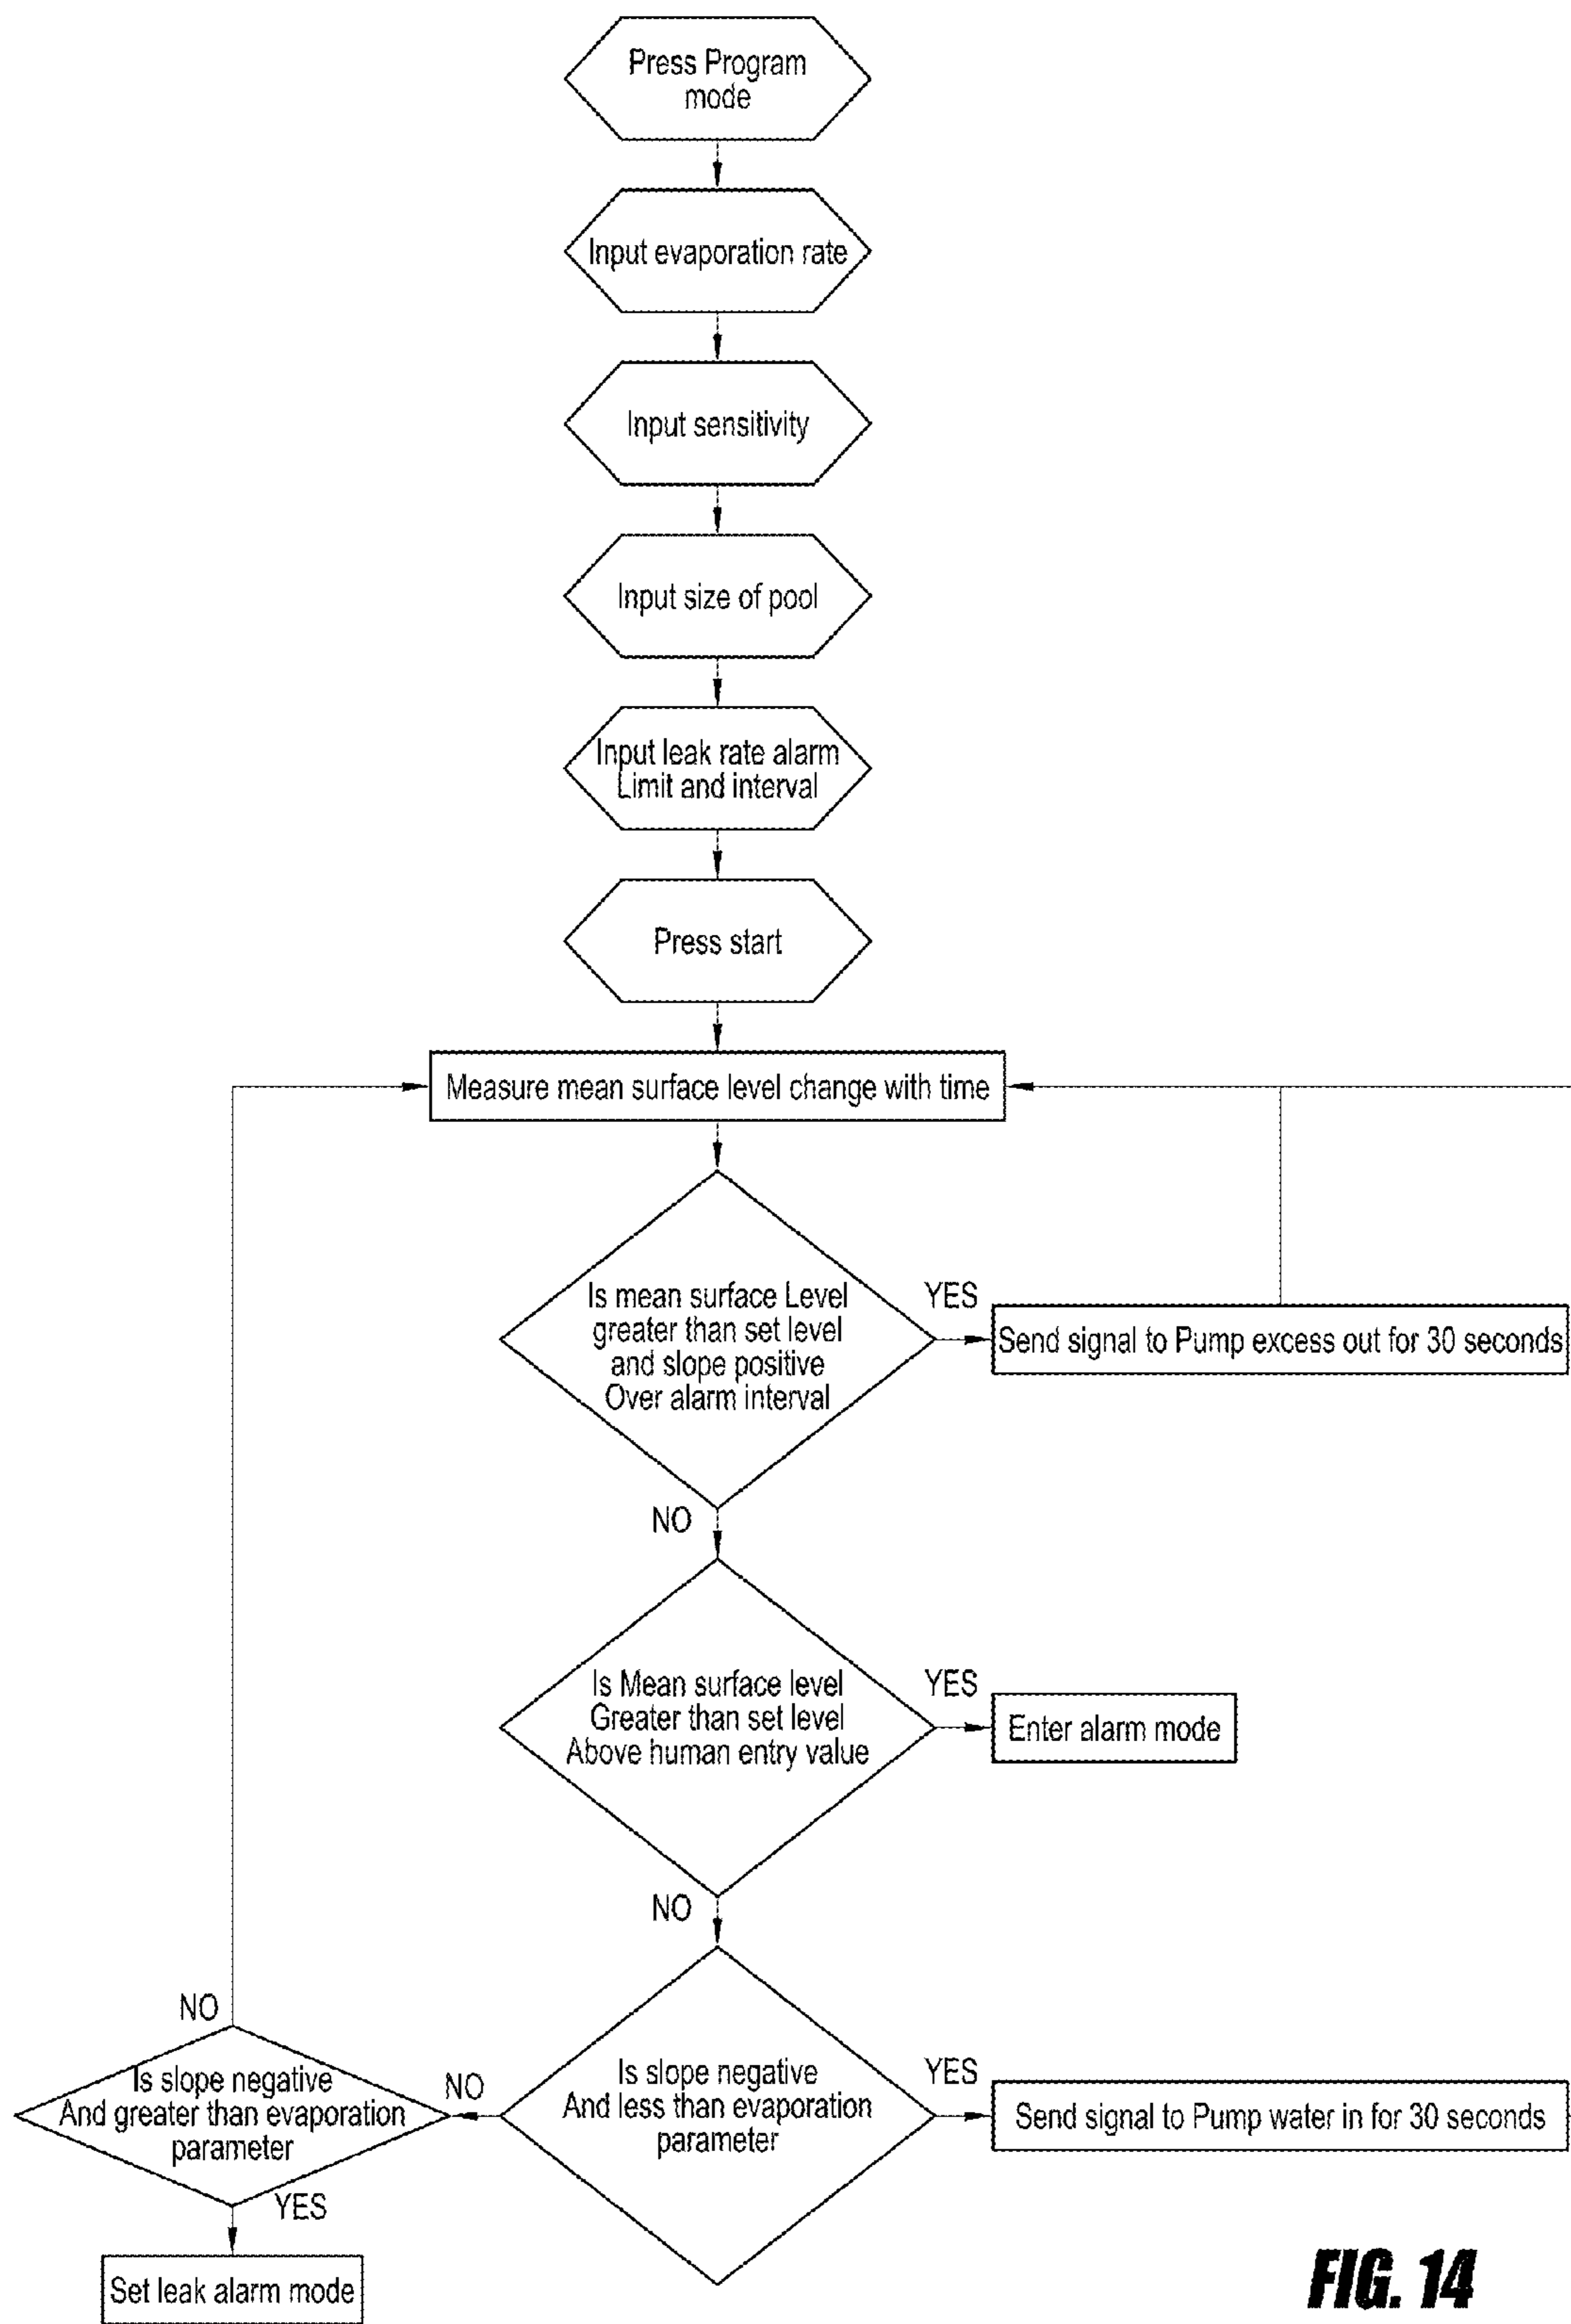 Press Program
mode
Input evaporation rate
Input sensitivity
Input size of pool
Input leak rate alarm
Limit and interval
Press start
Measure mean surface level change with time
Is mean surface Level
greater than set level
and slope positive
Over alarm interval
YES
Send signal to Pump excess out for 30 seconds
NO
Is Mean surface level
Greater than set level
Above human entry value
YES
Enter alarm mode
NO
Is slope negative
And less than evaporation
parameter
YES
Send signal to Pump water in for 30 seconds
NO
Is slope negative
And greater than evaporation
parameter
NO
YES
Set leak alarm mode
FIG. 14